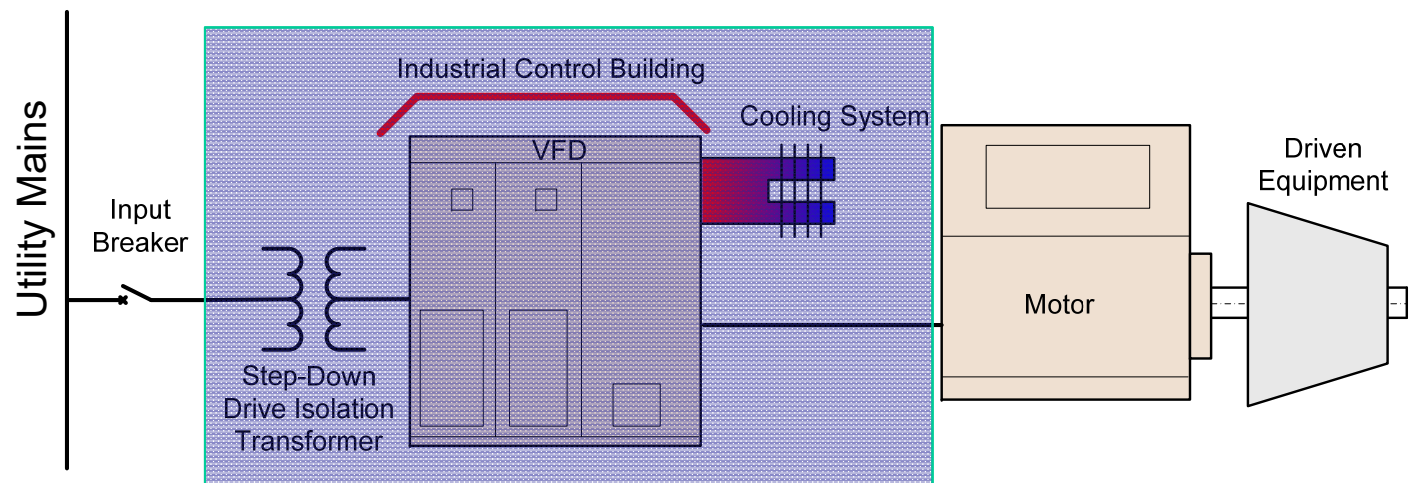 Utility Mains
Input
Breaker
Industrial Control Building
VFD
Cooling System
Step-Down
Drive Isolation
Transformer
Motor
Driven
Equipment